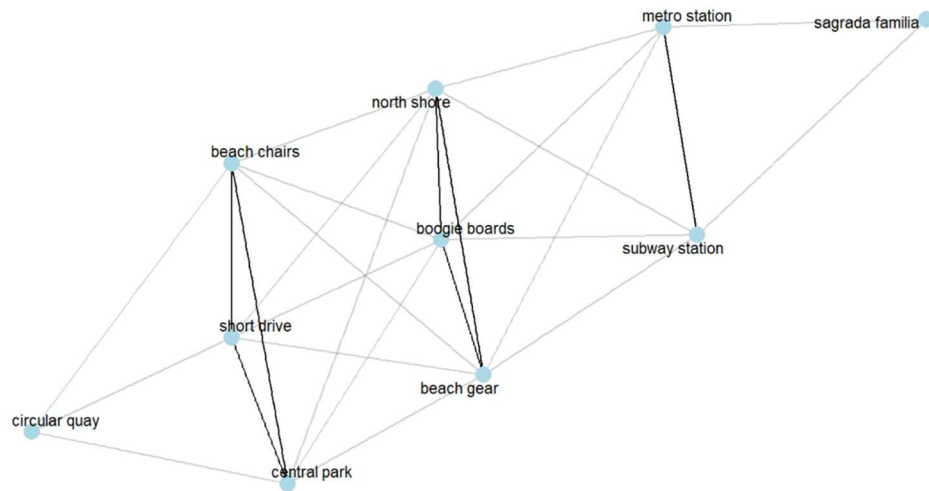 metro station
sagrada familia
north shore
beach chairs
boogie boards
subway station
short drive
beach gear
circular quay
central park